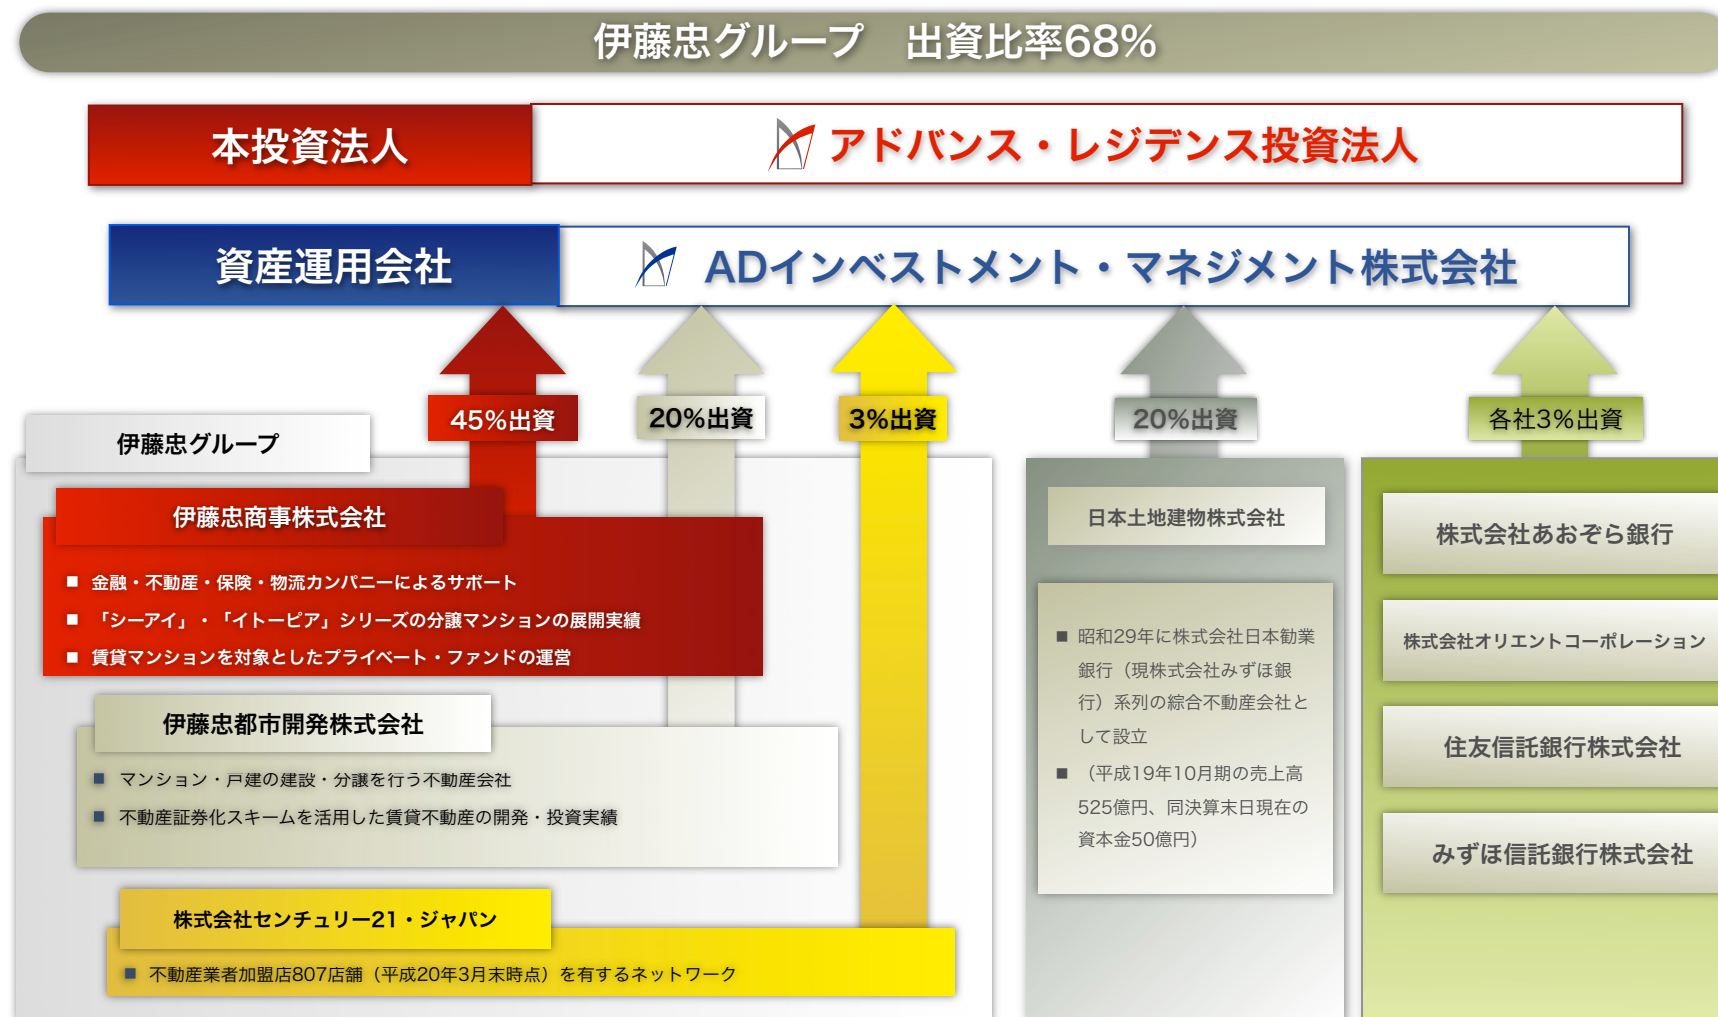 伊藤忠グループ　出資比率68%
本投資法人
アドバンス・レジデンス投資法人
資産運用会社
ADインベストメント・マネジメント株式会社
45%出資
20%出資
3%出資
20%出資
各社3%出資
伊藤忠グループ
伊藤忠商事株式会社
■ 金融・不動産・保険・物流カンパニーによるサポート
■ 「シーアイ」・「イトーピア」シリーズの分譲マンションの展開実績
■ 賃貸マンションを対象としたプライベート・ファンドの運営
伊藤忠都市開発株式会社
■ マンション・戸建の建設・分譲を行う不動産会社
■ 不動産証券化スキームを活用した賃貸不動産の開発・投資実績
株式会社センチュリー21・ジャパン
■ 不動産業者加盟店807店舗（平成20年3月末時点）を有するネットワーク
日本土地建物株式会社
■ 昭和29年に株式会社日本勧業
銀行（現株式会社みずほ銀
行）系列の綜合不動産会社と
して設立
■ （平成19年10月期の売上高
525億円、同決算末日現在の
資本金50億円）
株式会社あおぞら銀行
株式会社オリエントコーポレーション
住友信託銀行株式会社
みずほ信託銀行株式会社